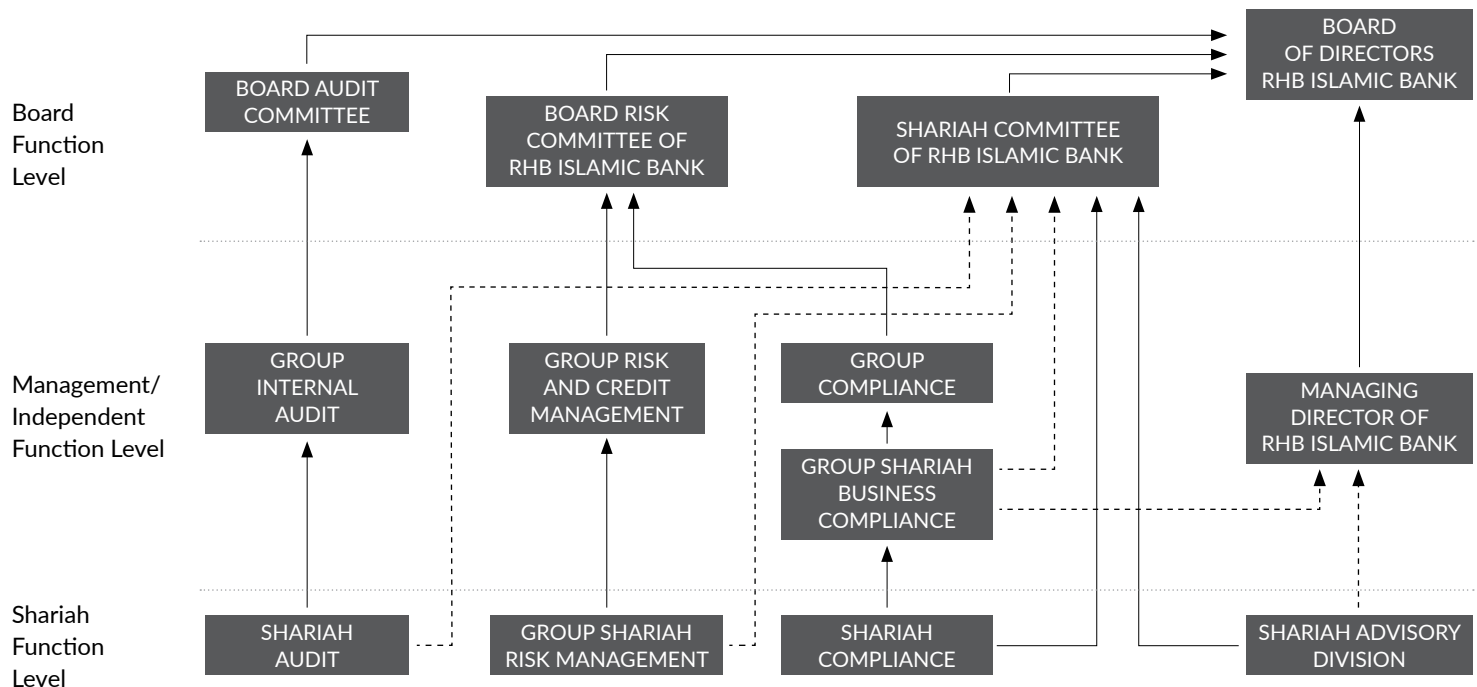 BOARD
OF DIRECTORS
RHB ISLAMIC BANK
Board
Function
Level
BOARD AUDIT
COMMITTEE
BOARD RISK
COMMITTEE OF
RHB ISLAMIC BANK
SHARIAH COMMITTEE
OF RHB ISLAMIC BANK
Management/
Independent
Function Level
GROUP
INTERNAL
AUDIT
GROUP RISK
AND CREDIT
MANAGEMENT
GROUP
COMPLIANCE
MANAGING
DIRECTOR OF
RHB ISLAMIC BANK
GROUP SHARIAH
BUSINESS
COMPLIANCE
Shariah
Function
Level
SHARIAH
AUDIT
GROUP SHARIAH
RISK MANAGEMENT
SHARIAH
COMPLIANCE
SHARIAH ADVISORY
DIVISION